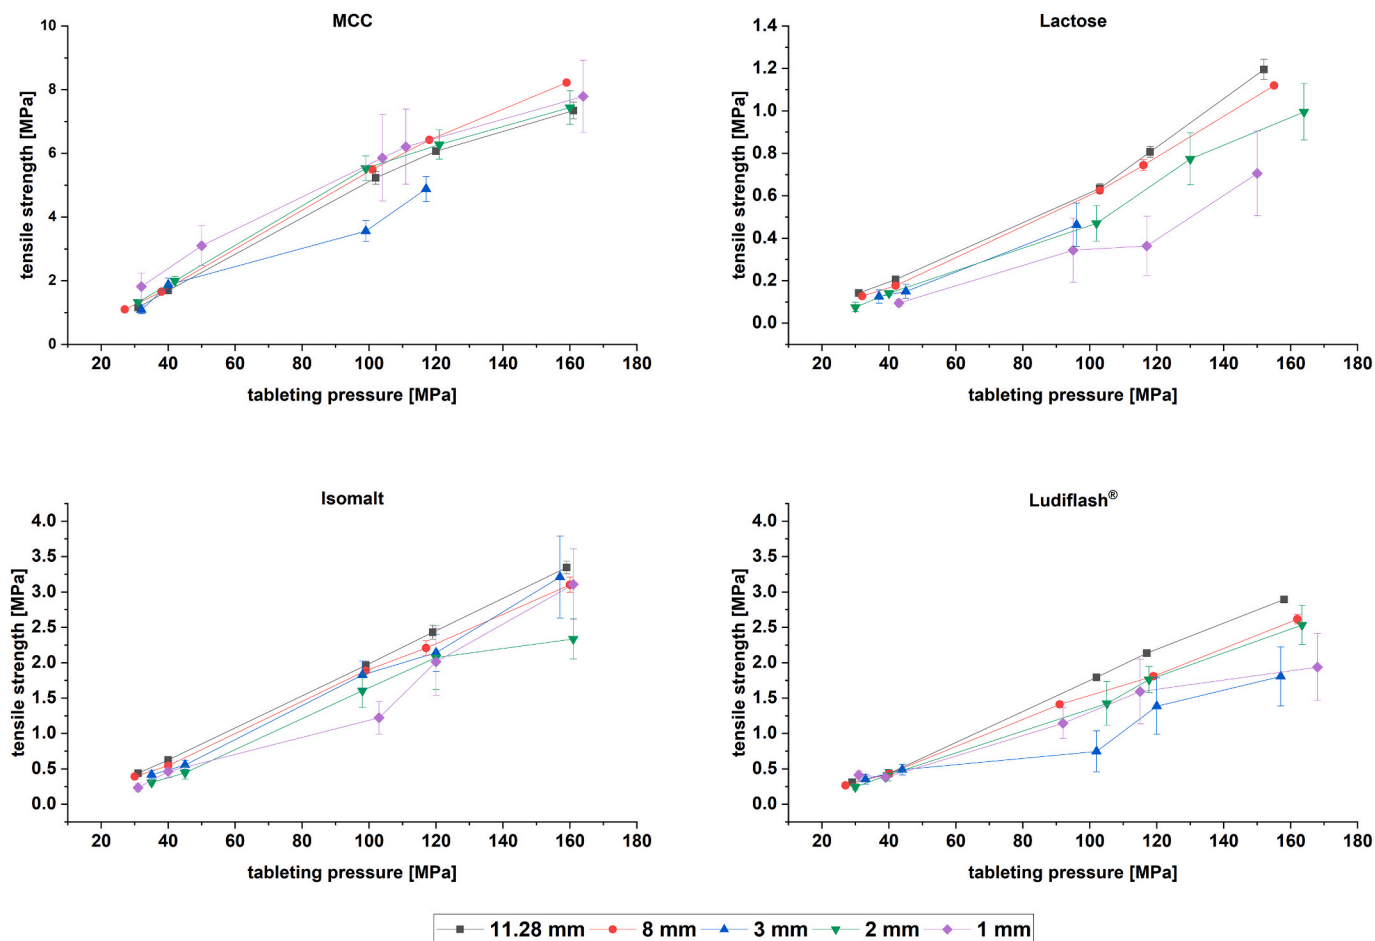 MCC
10
8
6
4
2
0
20 40 60 80 100 120 140 160 180
tensile strength [MPa]
tableting pressure [MPa]
Lactose
1.4
1.2
1.0
0.8
0.6
0.4
0.2
0.0
20 40 60 80 100 120 140 160 180
tensile strength [MPa]
tableting pressure [MPa]
Isomalt
4.0
3.5
3.0
2.5
2.0
1.5
1.0
0.5
0.0
20 40 60 80 100 120 140 160 180
tensile strength [MPa]
tableting pressure [MPa]
Ludiflash®
4.0
3.5
3.0
2.5
2.0
1.5
1.0
0.5
0.0
20 40 60 80 100 120 140 160 180
tensile strength [MPa]
tableting pressure [MPa]
11.28 mm 8 mm 3 mm 2 mm 1 mm